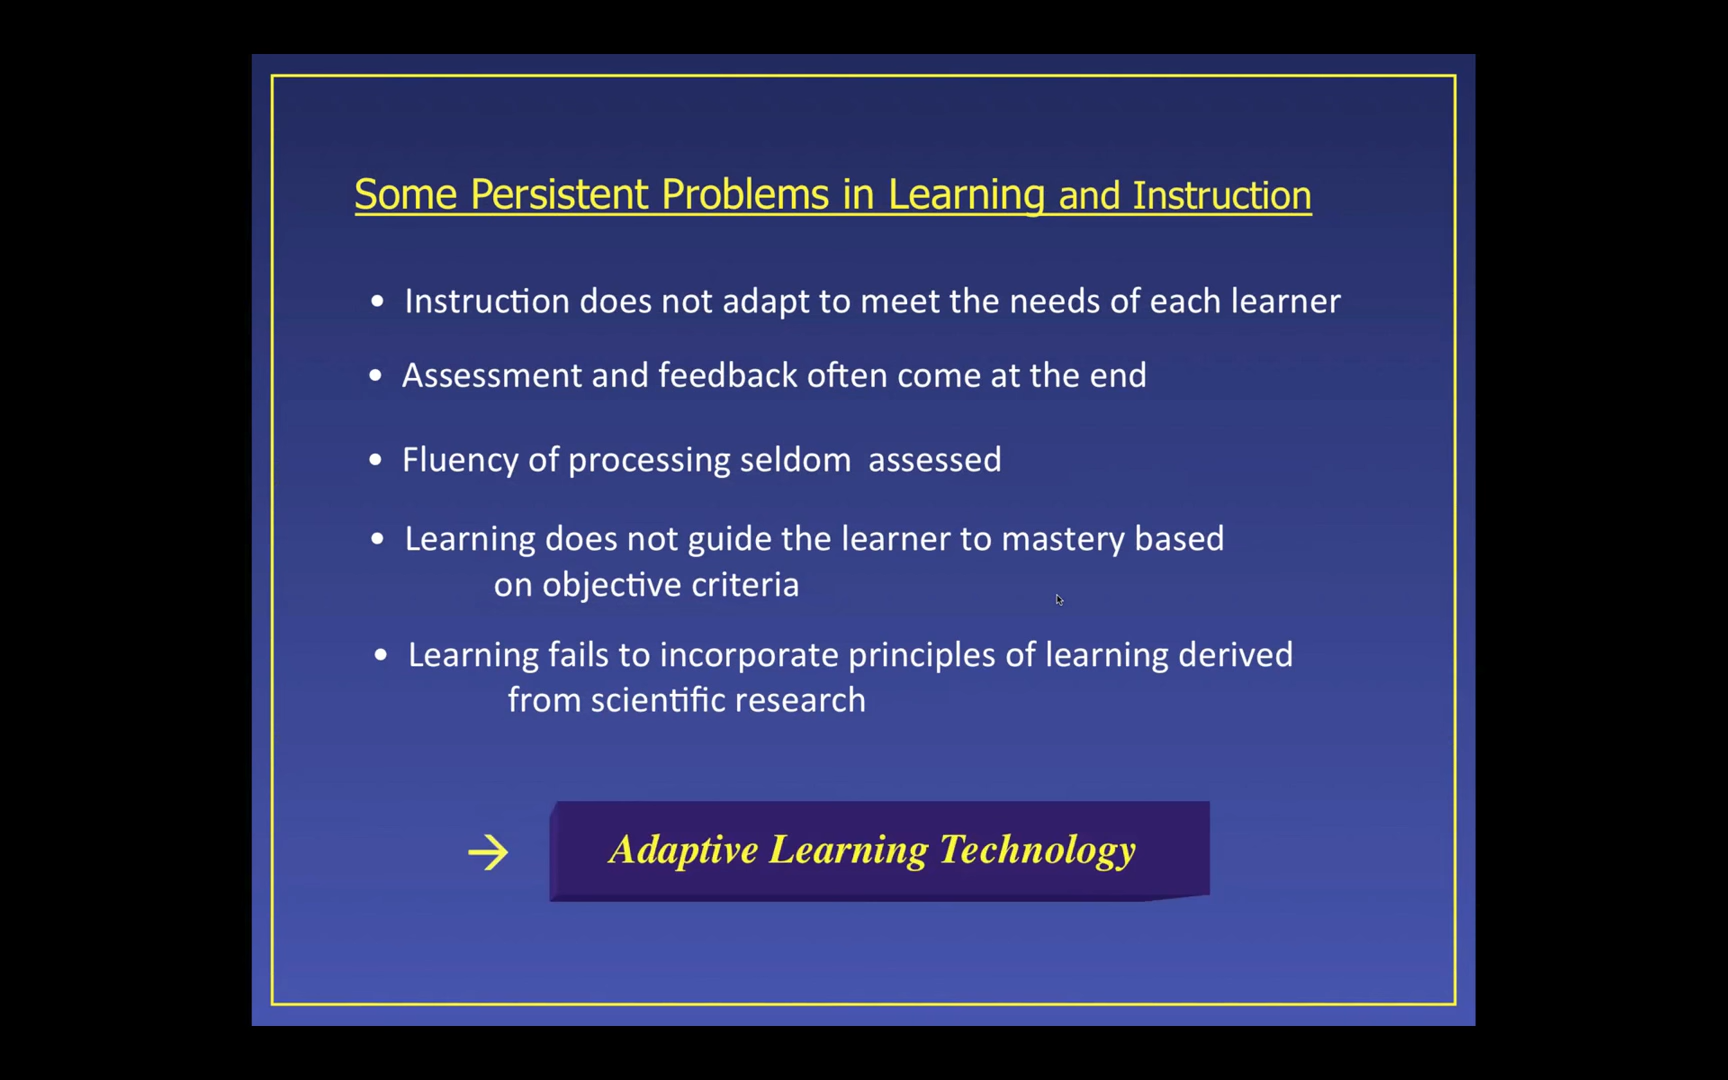 Some Persistent Problems in Learning and Instruction
• Instruction does not adapt to meet the needs of each learner
• Assessment and feedback often come at the end
• Fluency of processing seldom  assessed
• Learning does not guide the learner to mastery based
on objective criteria
• Learning fails to incorporate principles of learning derived
from scientific research
→ Adaptive Learning Technology